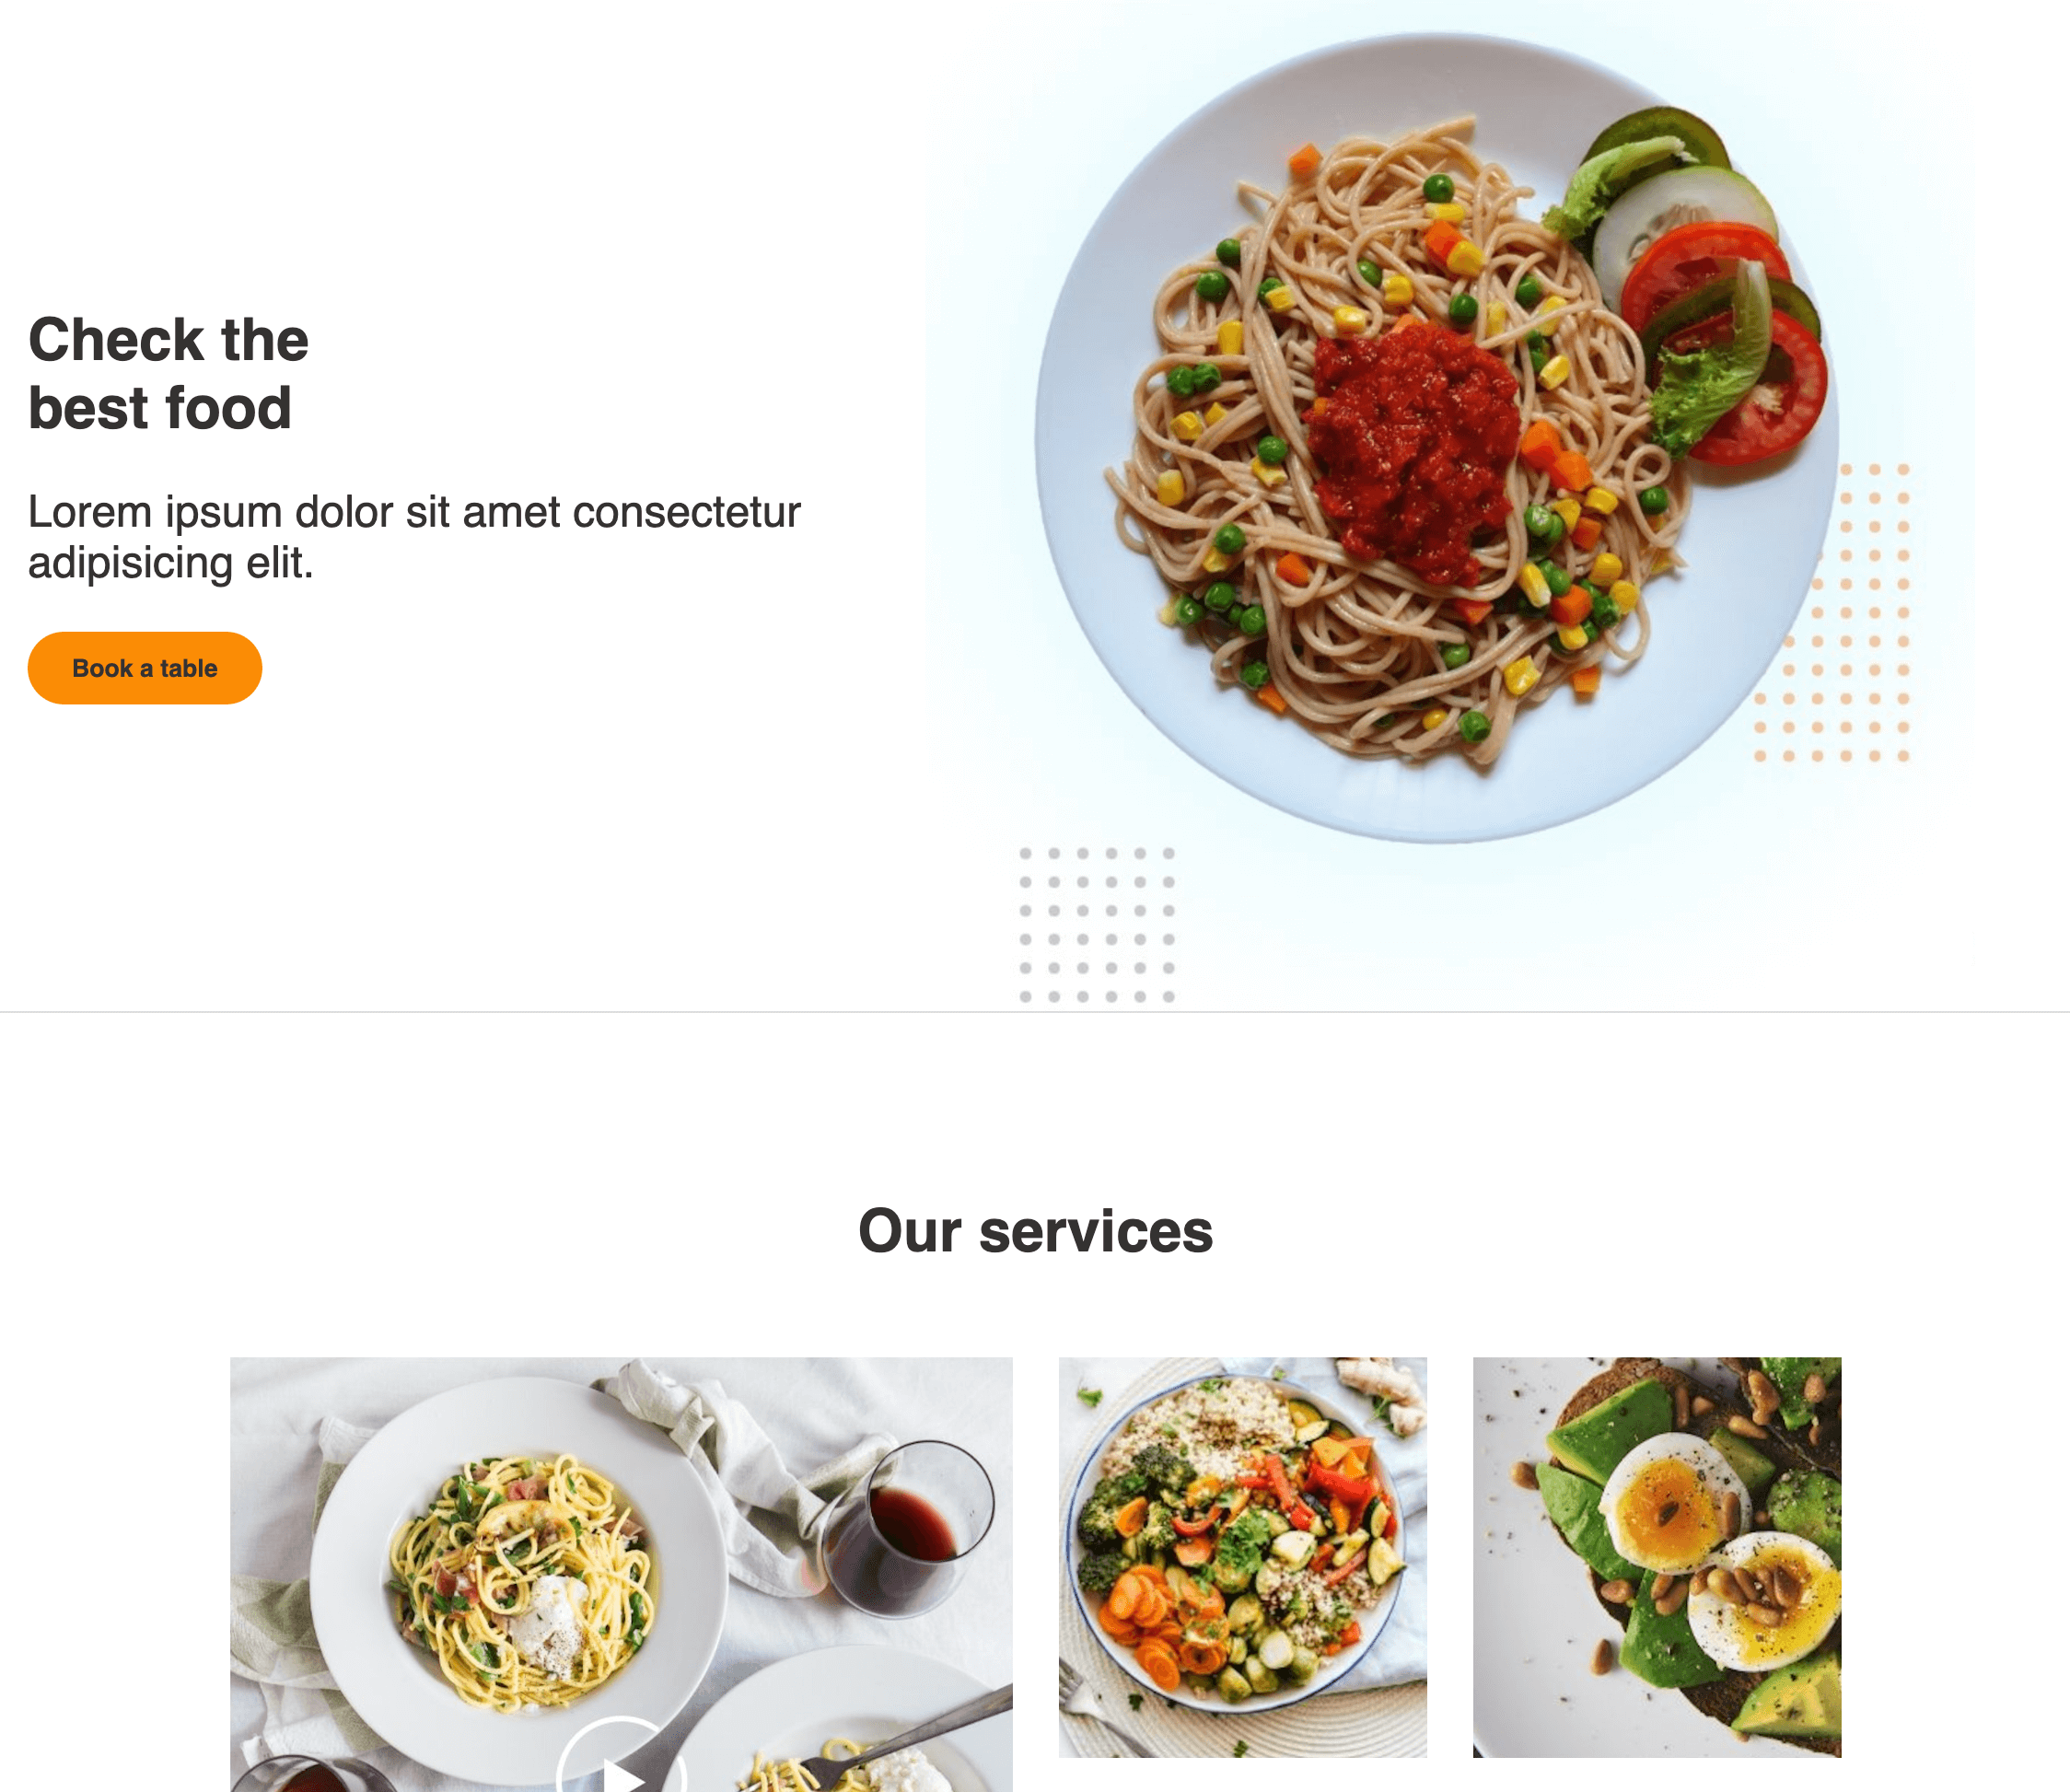 Check the
best food
Lorem ipsum dolor sit amet consectetur
adipisicing elit.
Book a table
Our services